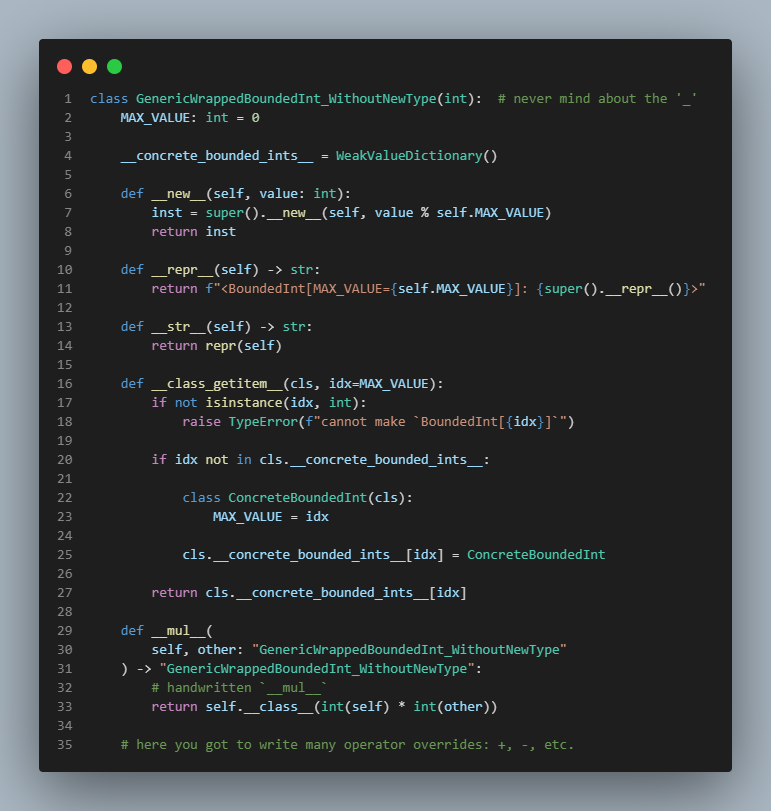 1 class GenericWrappedBoundedInt_WithoutNewType(int):  # never mind about the '_'
2     MAX_VALUE: int = 0
3
4     __concrete_bounded_ints__ = WeakValueDictionary()
5
6     def __new__(self, value: int):
7         inst = super().__new__(self, value % self.MAX_VALUE)
8         return inst
9
10     def __repr__(self) -> str:
11         return f"<BoundedInt[MAX_VALUE={self.MAX_VALUE}]: {super().__repr__()}>"
12
13     def __str__(self) -> str:
14         return repr(self)
15
16     def __class_getitem__(cls, idx=MAX_VALUE):
17         if not isinstance(idx, int):
18             raise TypeError(f"cannot make `BoundedInt[{idx}]`")
19
20         if idx not in cls.__concrete_bounded_ints__:
21
22             class ConcreteBoundedInt(cls):
23                 MAX_VALUE = idx
24
25             cls.__concrete_bounded_ints__[idx] = ConcreteBoundedInt
26
27         return cls.__concrete_bounded_ints__[idx]
28
29     def __mul__(
30         self, other: "GenericWrappedBoundedInt_WithoutNewType"
31     ) -> "GenericWrappedBoundedInt_WithoutNewType":
32         # handwritten `__mul__`
33         return self.__class__(int(self) * int(other))
34
35     # here you got to write many operator overrides: +, -, etc.